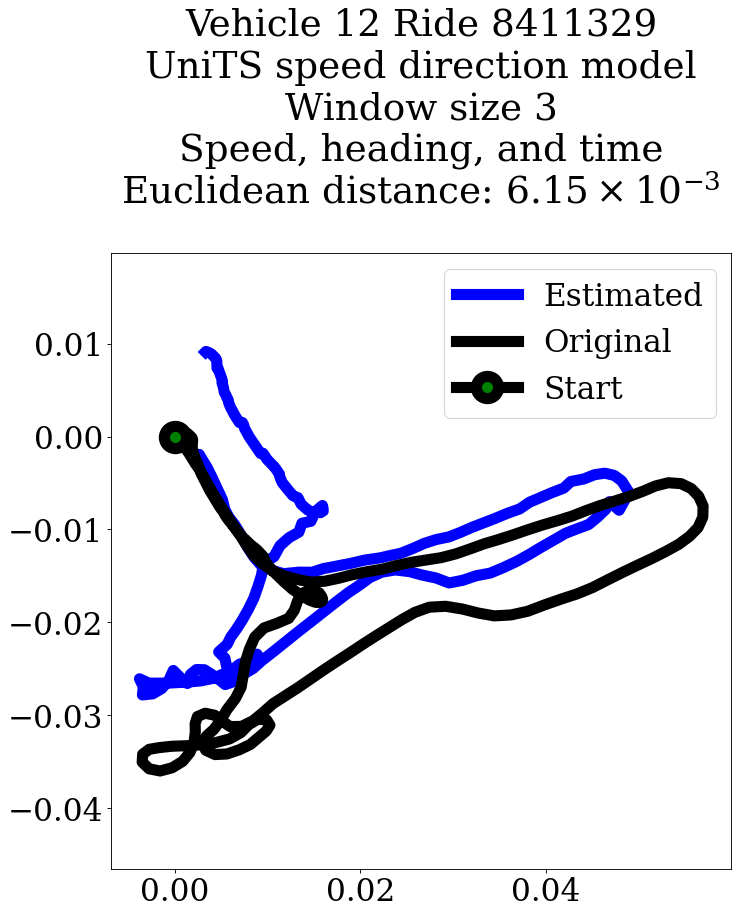 Vehicle 12 Ride 8411329
UniTS speed direction model
Window size 3
Speed, heading, and time
Euclidean distance: 6.15 × 10⁻³
Estimated
Original
Start
0.01
0.00
−0.01
−0.02
−0.03
−0.04
0.00 0.02 0.04